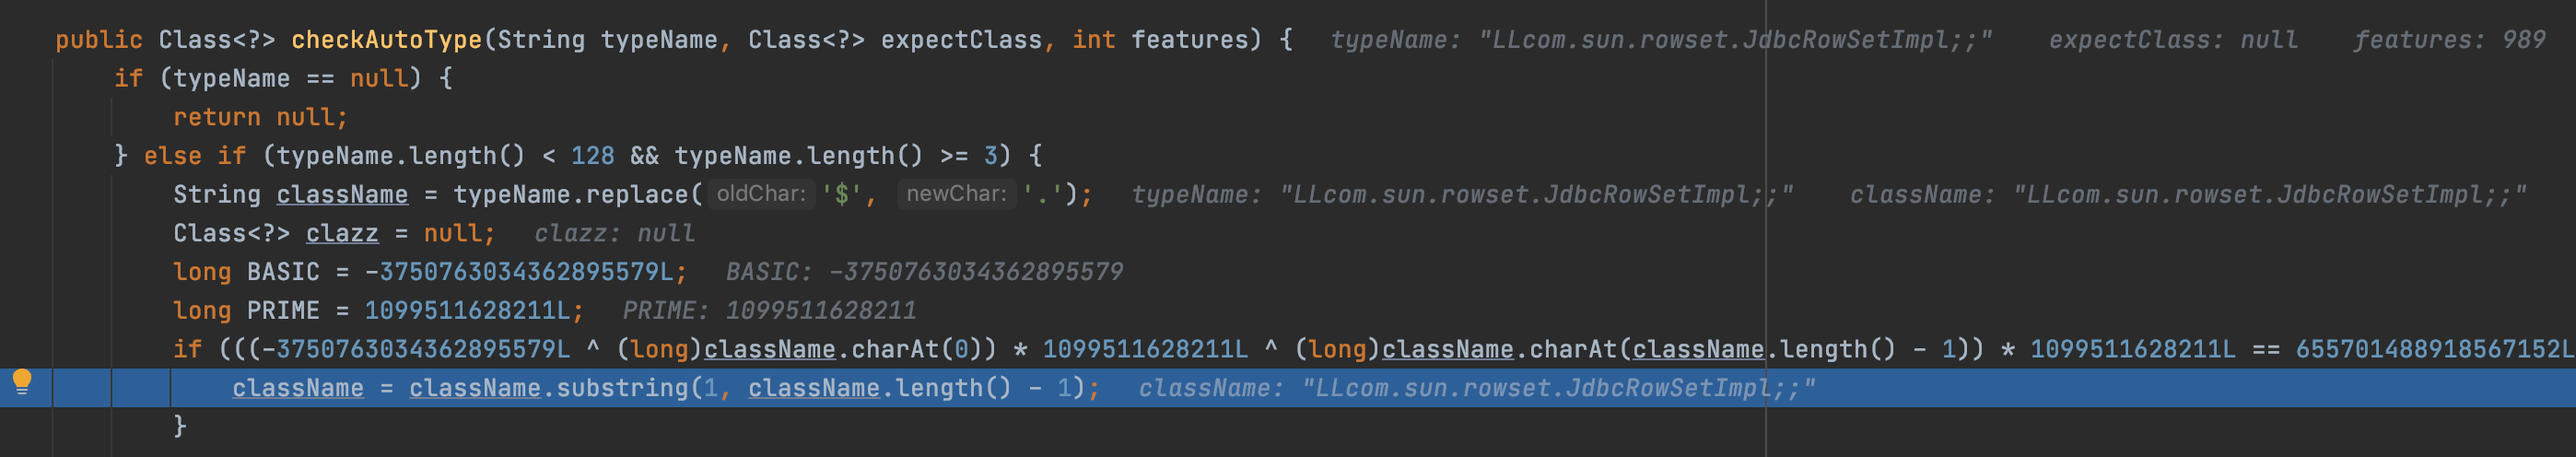 public Class<?> checkAutoType(String typeName, Class<?> expectClass, int features) {   typeName: "LLcom.sun.rowset.JdbcRowSetImpl;;"   expectClass: null   features: 989
if (typeName == null) {
return null;
} else if (typeName.length() < 128 && typeName.length() >= 3) {
String className = typeName.replace( oldChar: '$', newChar: '.');   typeName: "LLcom.sun.rowset.JdbcRowSetImpl;;"   className: "LLcom.sun.rowset.JdbcRowSetImpl;;"
Class<?> clazz = null;   clazz: null
long BASIC = -3750763034362895579L;   BASIC: -3750763034362895579
long PRIME = 1099511628211L;   PRIME: 1099511628211
if (((-3750763034362895579L ^ (long)className.charAt(0)) * 1099511628211L ^ (long)className.charAt(className.length() - 1)) * 1099511628211L == 655701488918567152L
className = className.substring(1, className.length() - 1);   className: "LLcom.sun.rowset.JdbcRowSetImpl;;"
}